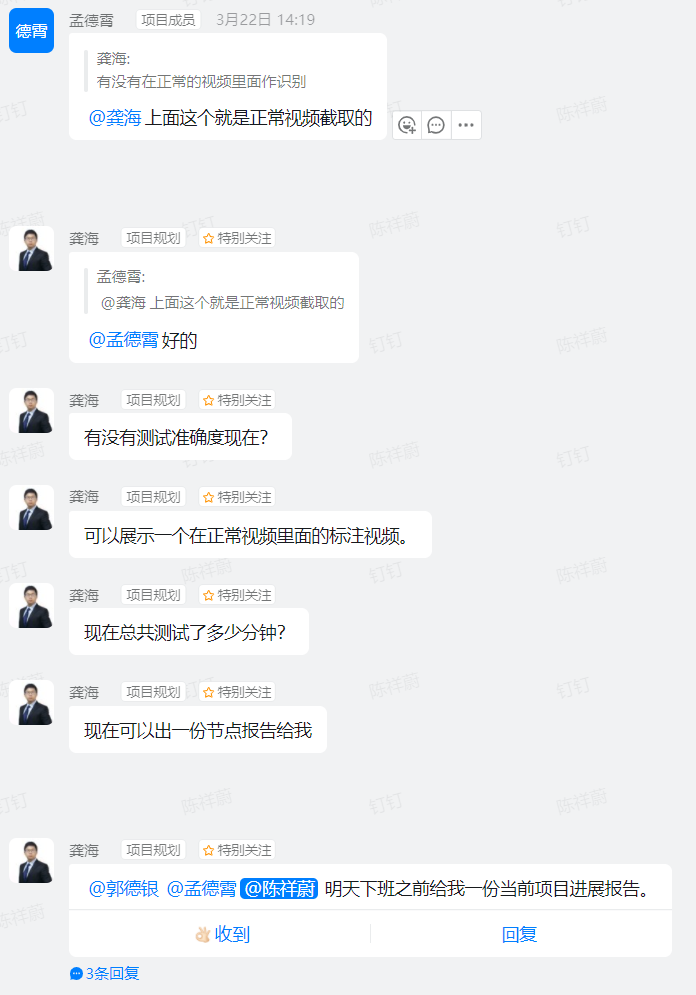 德霄
孟德霄 项目成员 3月22日 14:19
龚海:
有没有在正常的视频里面作识别
@龚海 上面这个就是正常视频截取的
龚海 项目规划 特别关注
孟德霄:
@龚海 上面这个就是正常视频截取的
@孟德霄 好的
龚海 项目规划 特别关注
有没有测试准确度现在?
龚海 项目规划 特别关注
可以展示一个在正常视频里面的标注视频。
龚海 项目规划 特别关注
现在总共测试了多少分钟?
龚海 项目规划 特别关注
现在可以出一份节点报告给我
龚海 项目规划 特别关注
@郭德银 @孟德霄 @陈祥蔚 明天下班之前给我一份当前项目进展报告。
收到 回复
3条回复
钉钉
陈祥蔚